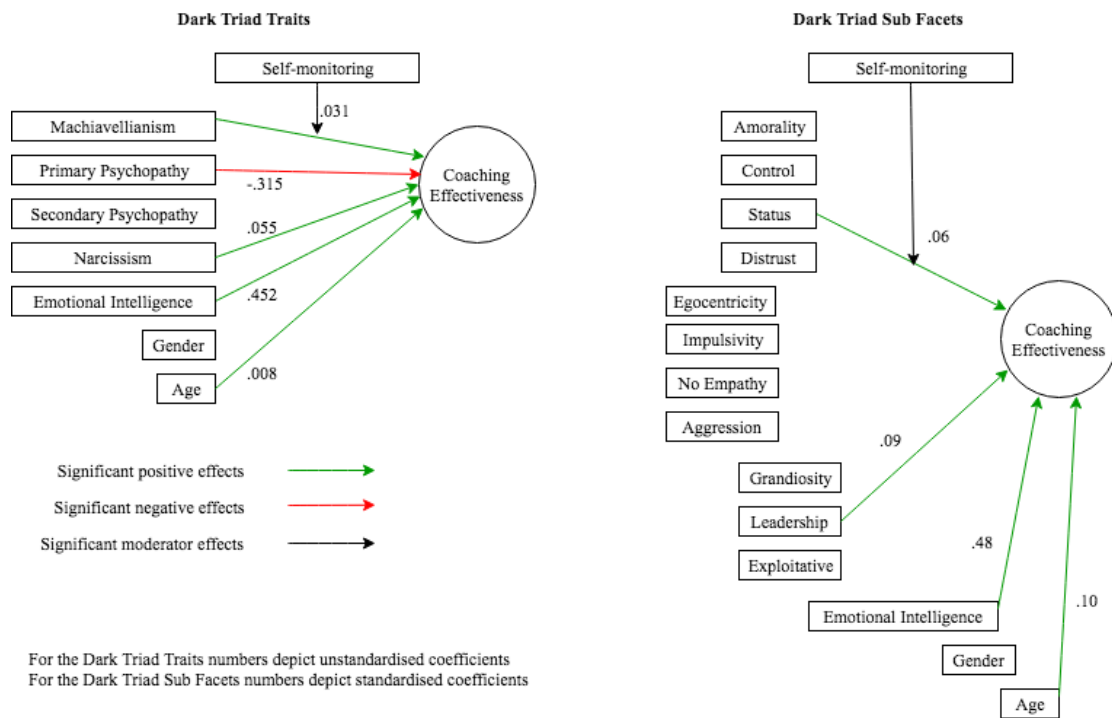 Dark Triad Traits
Self-monitoring
.031
Machiavellianism
Primary Psychopathy
-.315
Secondary Psychopathy
.055
Narcissism
Emotional Intelligence
.452
Gender
Age
.008
Coaching
Effectiveness
Significant positive effects
Significant negative effects
Significant moderator effects
For the Dark Triad Traits numbers depict unstandardised coefficients
For the Dark Triad Sub Facets numbers depict standardised coefficients
Dark Triad Sub Facets
Self-monitoring
Amorality
Control
Status
.06
Distrust
Egocentricity
Impulsivity
No Empathy
Aggression
Coaching
Effectiveness
.09
Grandiosity
Leadership
Exploitative
.48
Emotional Intelligence
.10
Gender
Age